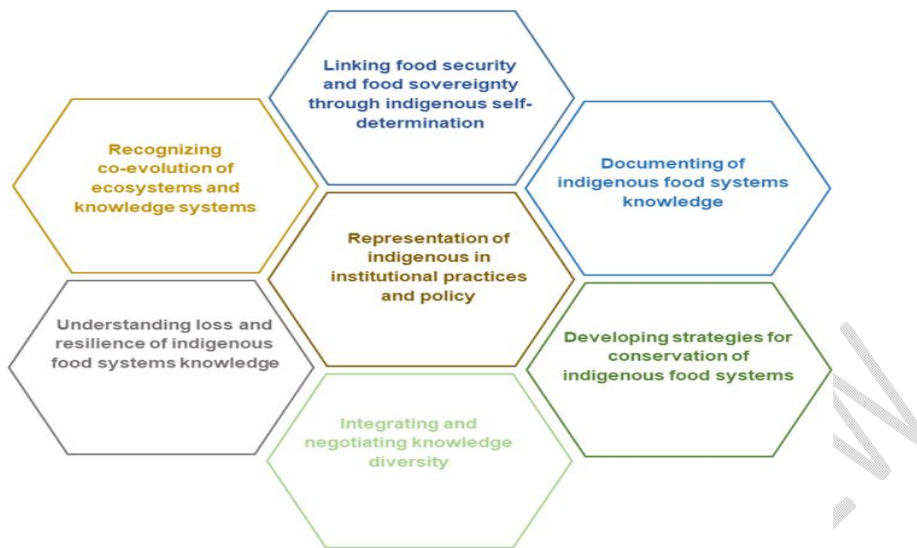 Linking food security
and food sovereignty
through indigenous self-
determination
Recognizing
co-evolution of
ecosystems and
knowledge systems
Documenting of
indigenous food systems
knowledge
Representation of
indigenous in
institutional practices
and policy
Understanding loss and
resilience of indigenous
food systems knowledge
Developing strategies for
conservation of
indigenous food systems
Integrating and
negotiating knowledge
diversity